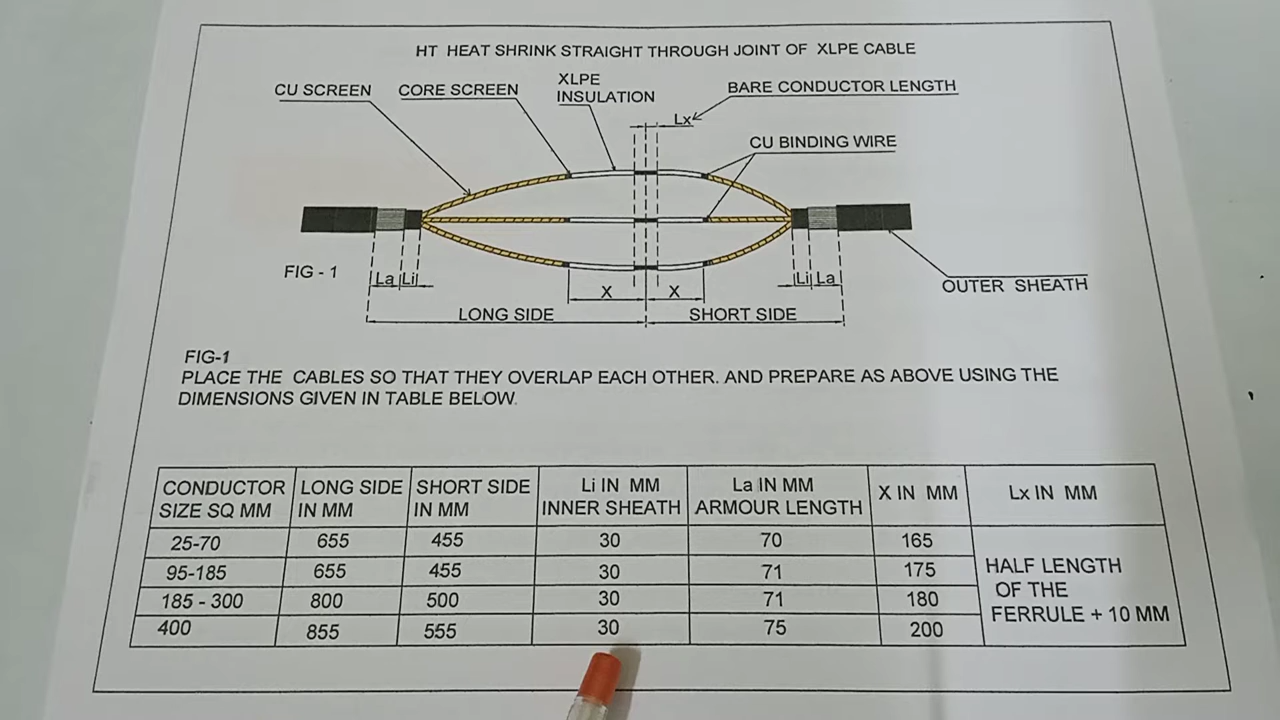 HT HEAT SHRINK STRAIGHT THROUGH JOINT OF XLPE CABLE
CU SCREEN
CORE SCREEN
XLPE
INSULATION
BARE CONDUCTOR LENGTH
Lx
CU BINDING WIRE
FIG - 1
La
Li
X
X
Li
La
OUTER SHEATH
LONG SIDE
SHORT SIDE
FIG-1
PLACE THE CABLES SO THAT THEY OVERLAP EACH OTHER. AND PREPARE AS ABOVE USING THE
DIMENSIONS GIVEN IN TABLE BELOW.
CONDUCTOR SIZE SQ MM | LONG SIDE IN MM | SHORT SIDE IN MM | Li IN MM INNER SHEATH | La IN MM ARMOUR LENGTH | X IN MM | Lx IN MM
25-70 655 455 30 70 165
95-185 655 455 30 71 175
185 - 300 800 500 30 71 180
400 855 555 30 75 200
HALF LENGTH
OF THE
FERRULE + 10 MM